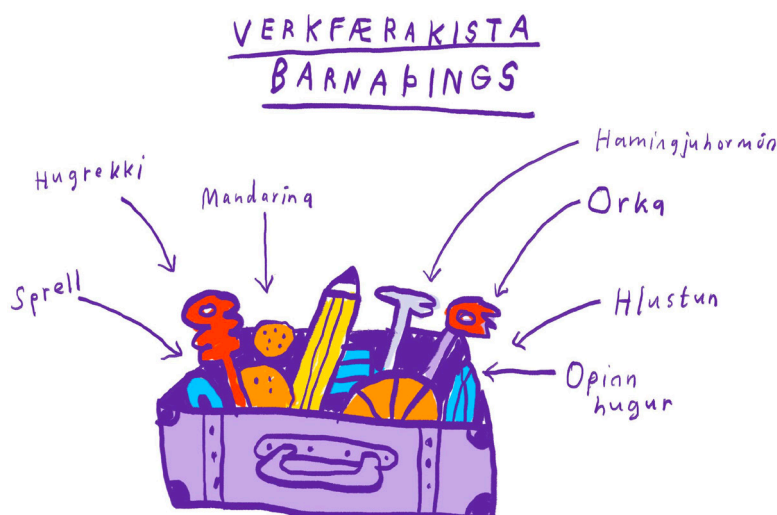 VERKFÆRAKISTA
BARNAÞINGS
Hamingjuhormón
Hugrekki
Mandarína
Orka
Sprell
Hlustun
Opinn
hugur